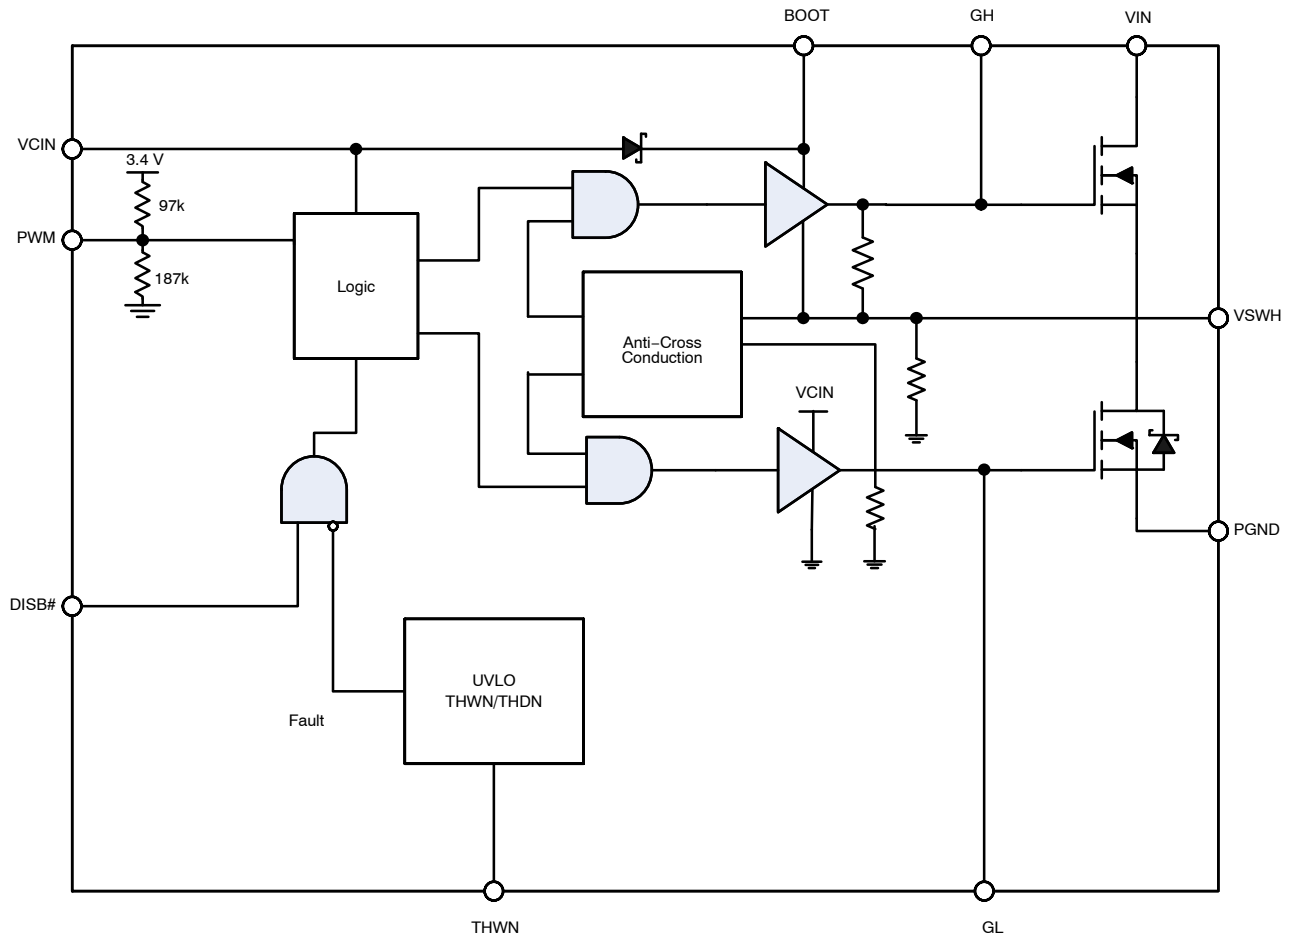 BOOT
GH
VIN
VCIN
3.4 V
97k
PWM
187k
Logic
VSWH
Anti–Cross
Conduction
VCIN
PGND
DISB#
UVLO
THWN/THDN
Fault
THWN
GL